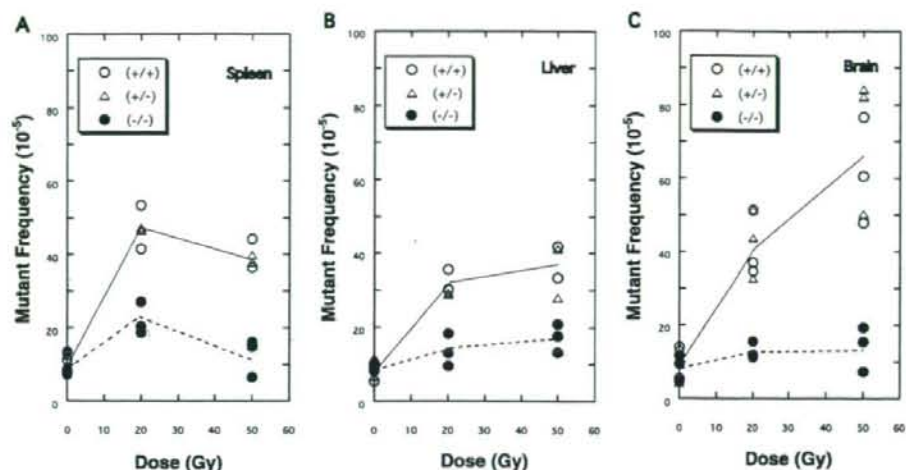 A
Spleen
(+/+)
(+/-)
(-/-)
Mutant Frequency (10⁻⁵)
100
80
60
40
20
0
0 10 20 30 40 50 60
Dose (Gy)
B
Liver
(+/+)
(+/-)
(-/-)
Mutant Frequency (10⁻⁵)
100
80
60
40
20
0
0 10 20 30 40 50 60
Dose (Gy)
C
Brain
(+/+)
(+/-)
(-/-)
Mutant Frequency (10⁻⁵)
100
80
60
40
20
0
0 10 20 30 40 50 60
Dose (Gy)